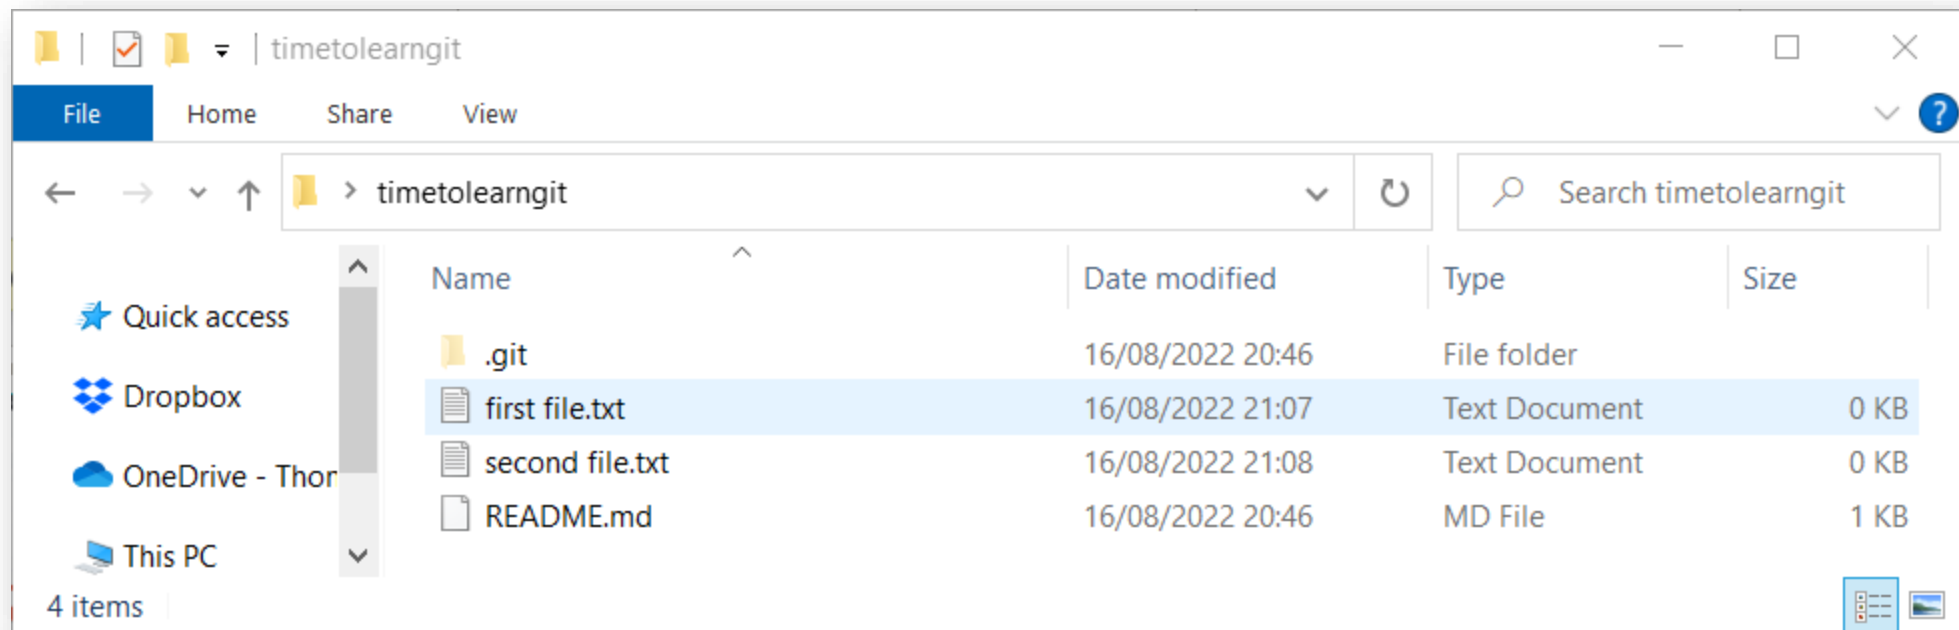 timetolearngit
File Home Share View
timetolearngit
Search timetolearngit
Name Date modified Type Size
Quick access
Dropbox
OneDrive - Thor
This PC
.git 16/08/2022 20:46 File folder
first file.txt 16/08/2022 21:07 Text Document 0 KB
second file.txt 16/08/2022 21:08 Text Document 0 KB
README.md 16/08/2022 20:46 MD File 1 KB
4 items